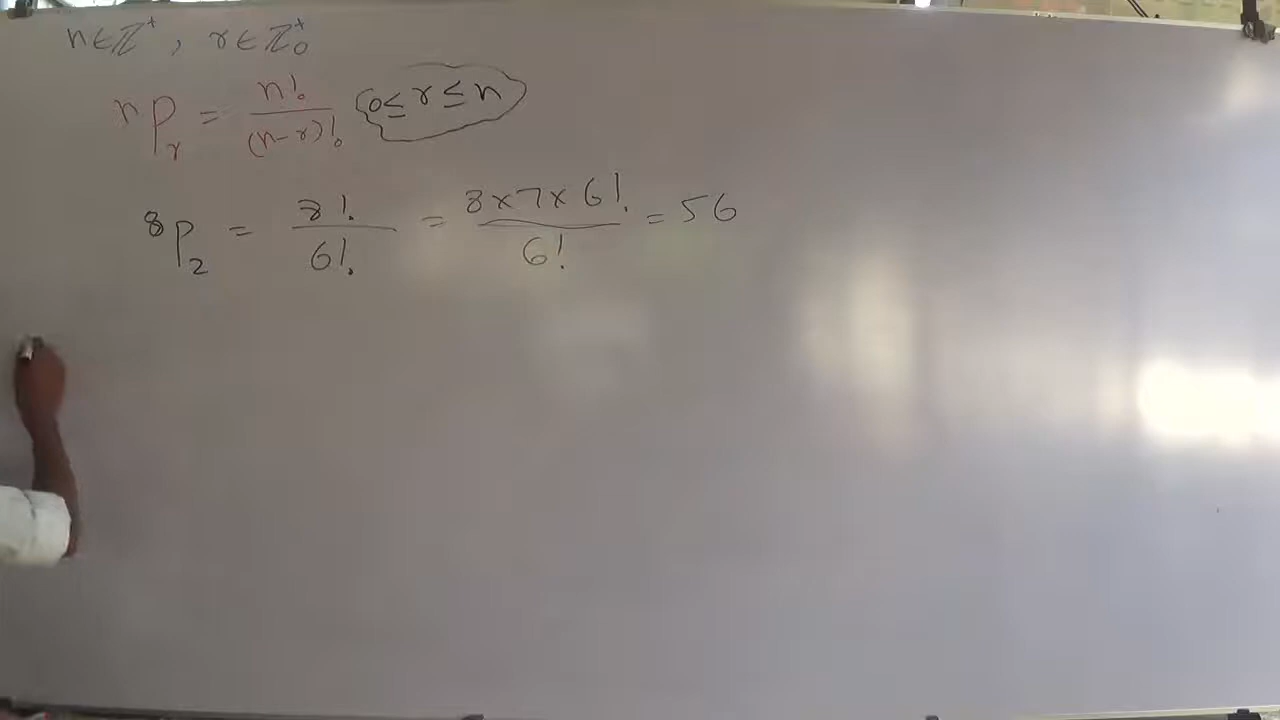 n∈ℤ⁺, r∈ℤ₀⁺
ⁿPᵣ = n!/(n-r)! (0≤r≤n)
⁸P₂ = 8!/6! = 8×7×6!/6! = 56